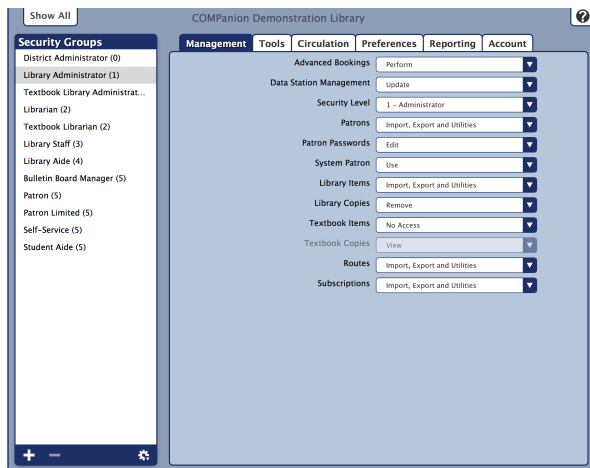 Show All
COMPanion Demonstration Library
?
Security Groups
District Administrator (0)
Library Administrator (1)
Textbook Library Administrat...
Librarian (2)
Textbook Librarian (2)
Library Staff (3)
Library Aide (4)
Bulletin Board Manager (5)
Patron (5)
Patron Limited (5)
Self-Service (5)
Student Aide (5)
Management Tools Circulation Preferences Reporting Account
Advanced Bookings Perform
Data Station Management Update
Security Level 1 - Administrator
Patrons Import, Export and Utilities
Patron Passwords Edit
System Patron Use
Library Items Import, Export and Utilities
Library Copies Remove
Textbook Items No Access
Textbook Copies View
Routes Import, Export and Utilities
Subscriptions Import, Export and Utilities